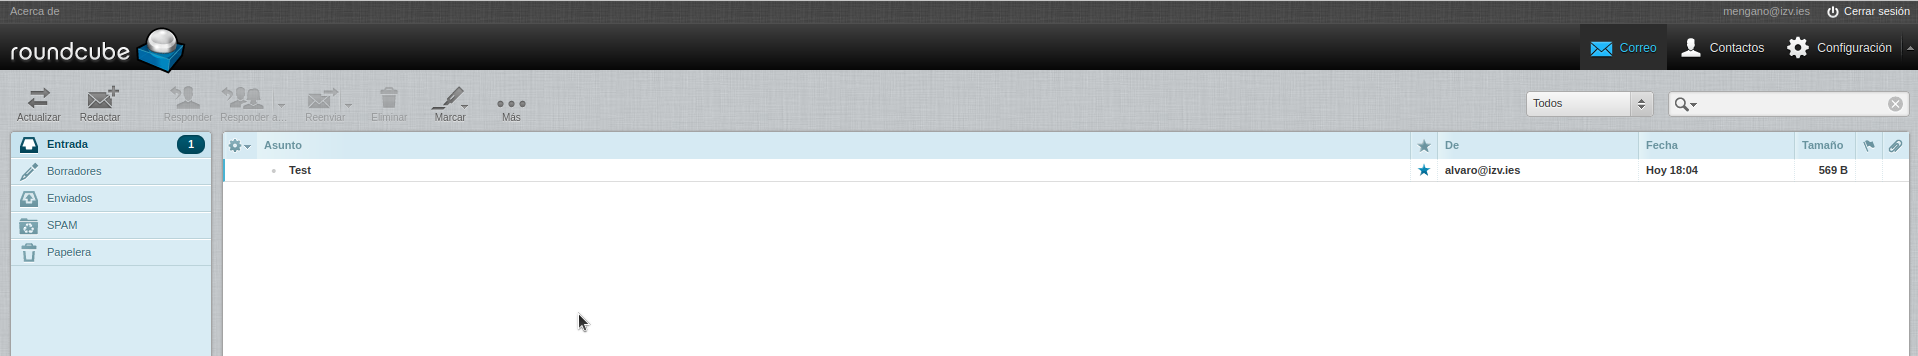 Acerca de mengano@izv.ies Cerrar sesión
roundcube Correo Contactos Configuración
Actualizar Redactar Responder Responder a... Reenviar Eliminar Marcar Más Todos
Entrada 1 Asunto De Fecha Tamaño
Borradores Test alvaro@izv.ies Hoy 18:04 569 B
Enviados
SPAM
Papelera